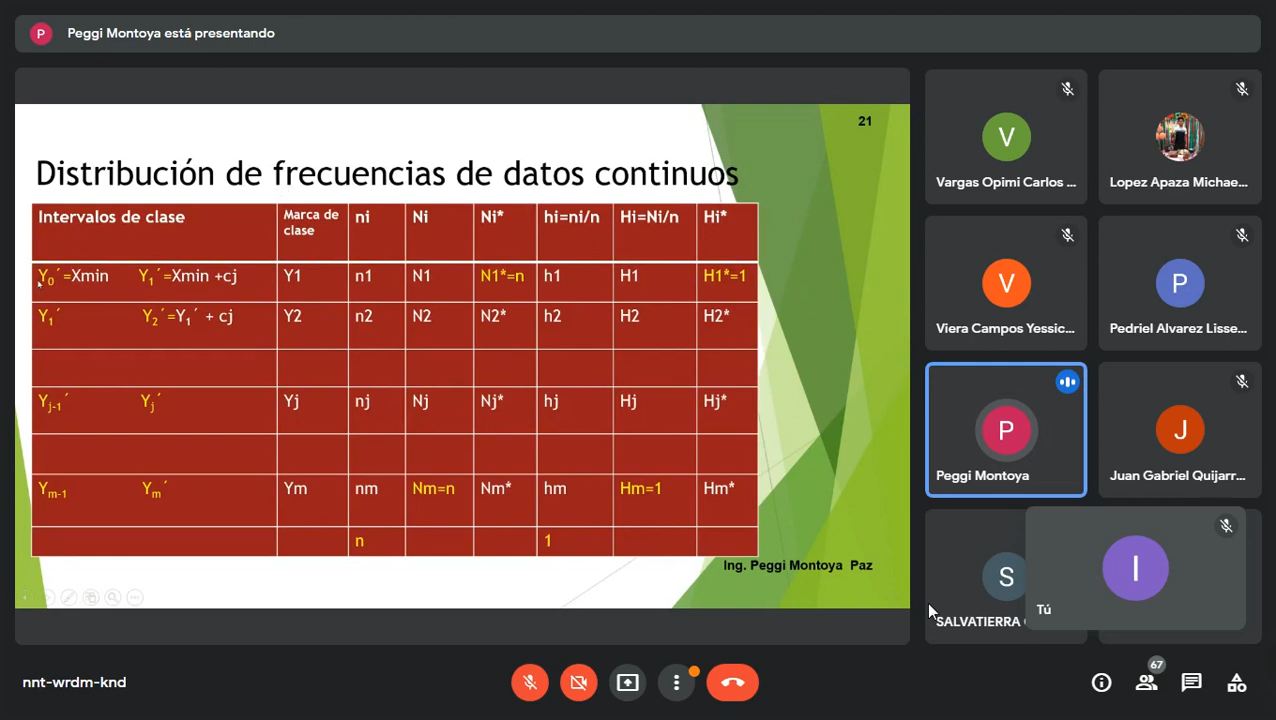 P Peggi Montoya está presentando
21
Distribución de frecuencias de datos continuos
Intervalos de clase Marca de clase ni Ni Ni* hi=ni/n Hi=Ni/n Hi*
Y0´=Xmin Y1´=Xmin +cj Y1 n1 N1 N1*=n h1 H1 H1*=1
Y1´ Y2´=Y1´ + cj Y2 n2 N2 N2* h2 H2 H2*
Yj-1´ Yj´ Yj nj Nj Nj* hj Hj Hj*
Ym-1 Ym´ Ym nm Nm=n Nm* hm Hm=1 Hm*
n 1
Ing. Peggi Montoya Paz
V
Vargas Opimi Carlos ...
Lopez Apaza Michae...
V
Viera Campos Yessic...
P
Pedriel Alvarez Lisse...
P
Peggi Montoya
J
Juan Gabriel Quijarr...
S
SALVATIERRA
I
Tú
nnt-wrdm-knd
67